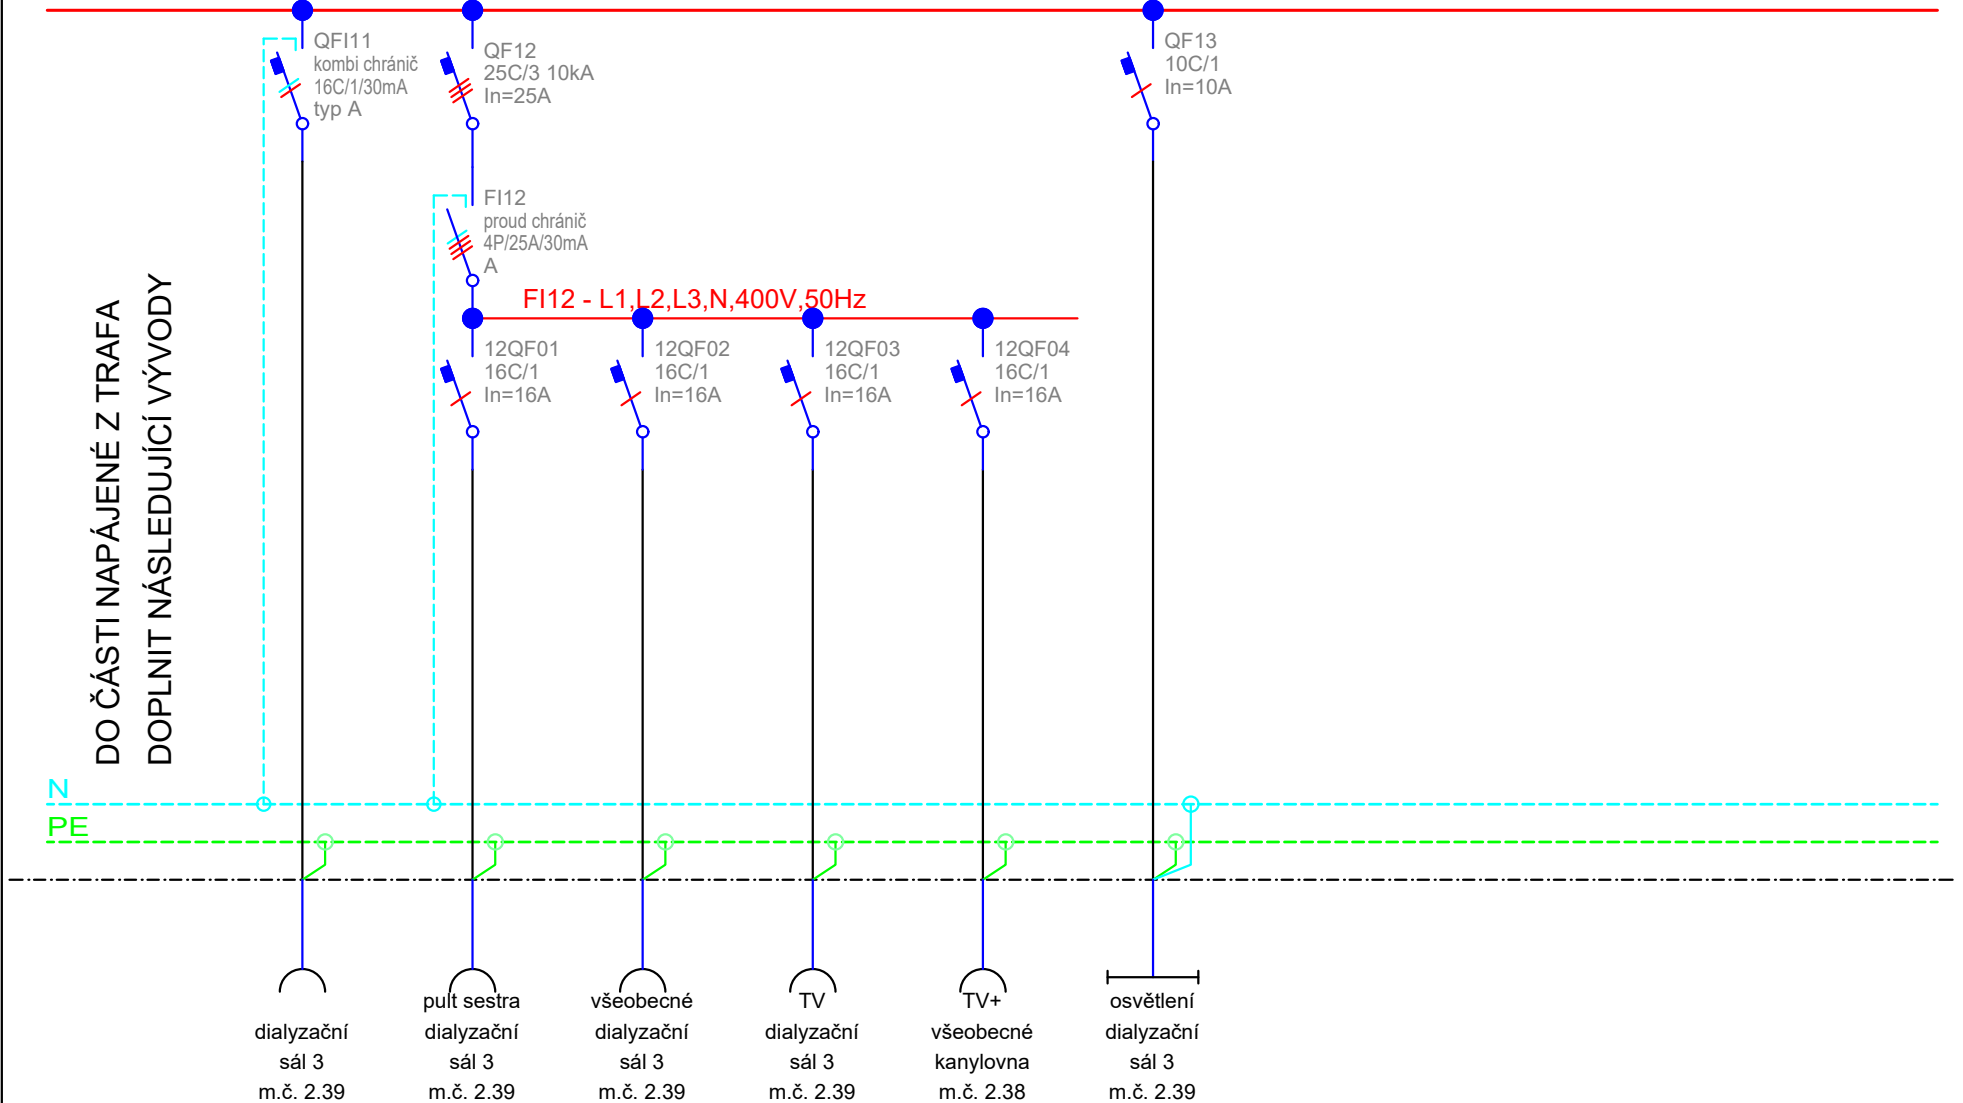 QFI11
kombi chránič
16C/1/30mA
typ A
QF12
25C/3 10kA
In=25A
QF13
10C/1
In=10A
FI12
proud chránič
4P/25A/30mA
A
FI12 - L1,L2,L3,N,400V,50Hz
12QF01
16C/1
In=16A
12QF02
16C/1
In=16A
12QF03
16C/1
In=16A
12QF04
16C/1
In=16A
DO ČÁSTI NAPÁJENÉ Z TRAFA
DOPLNIT NÁSLEDUJÍCÍ VÝVODY
N
PE
dialyzační
sál 3
m.č. 2.39
pult sestra
dialyzační
sál 3
m.č. 2.39
všeobecné
dialyzační
sál 3
m.č. 2.39
TV
dialyzační
sál 3
m.č. 2.39
TV+
všeobecné
kanylovna
m.č. 2.38
osvětlení
dialyzační
sál 3
m.č. 2.39